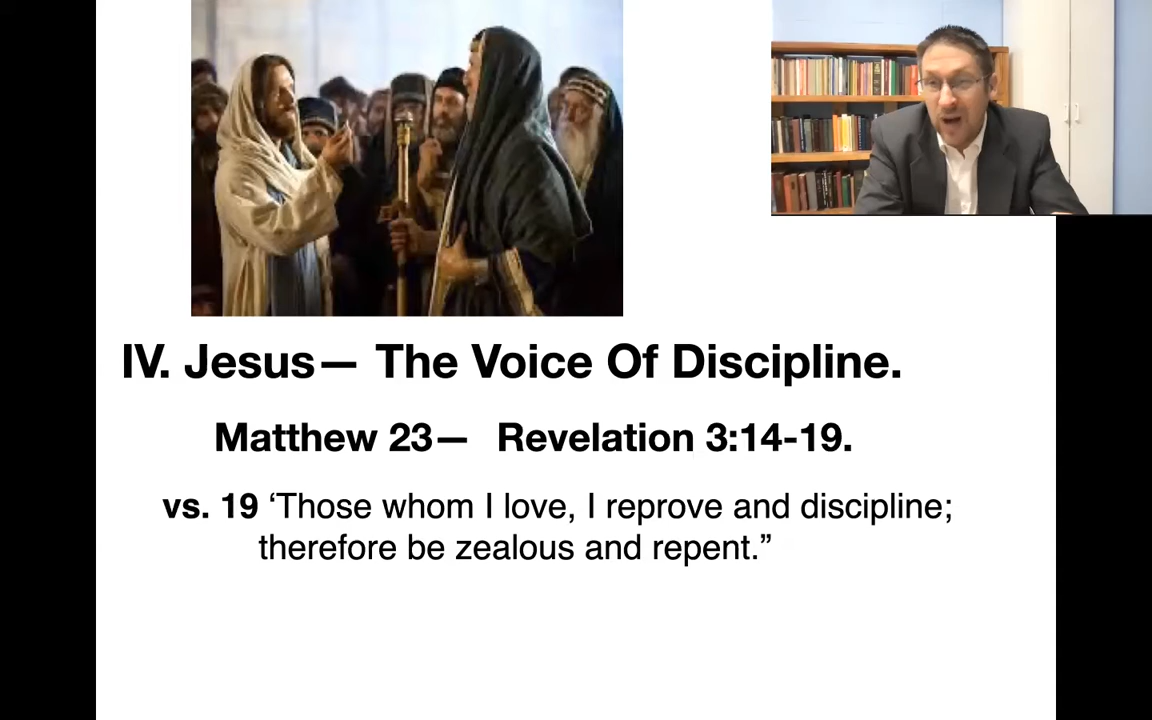 IV. Jesus— The Voice Of Discipline.
Matthew 23— Revelation 3:14-19.
vs. 19 ‘Those whom I love, I reprove and discipline;
therefore be zealous and repent.”